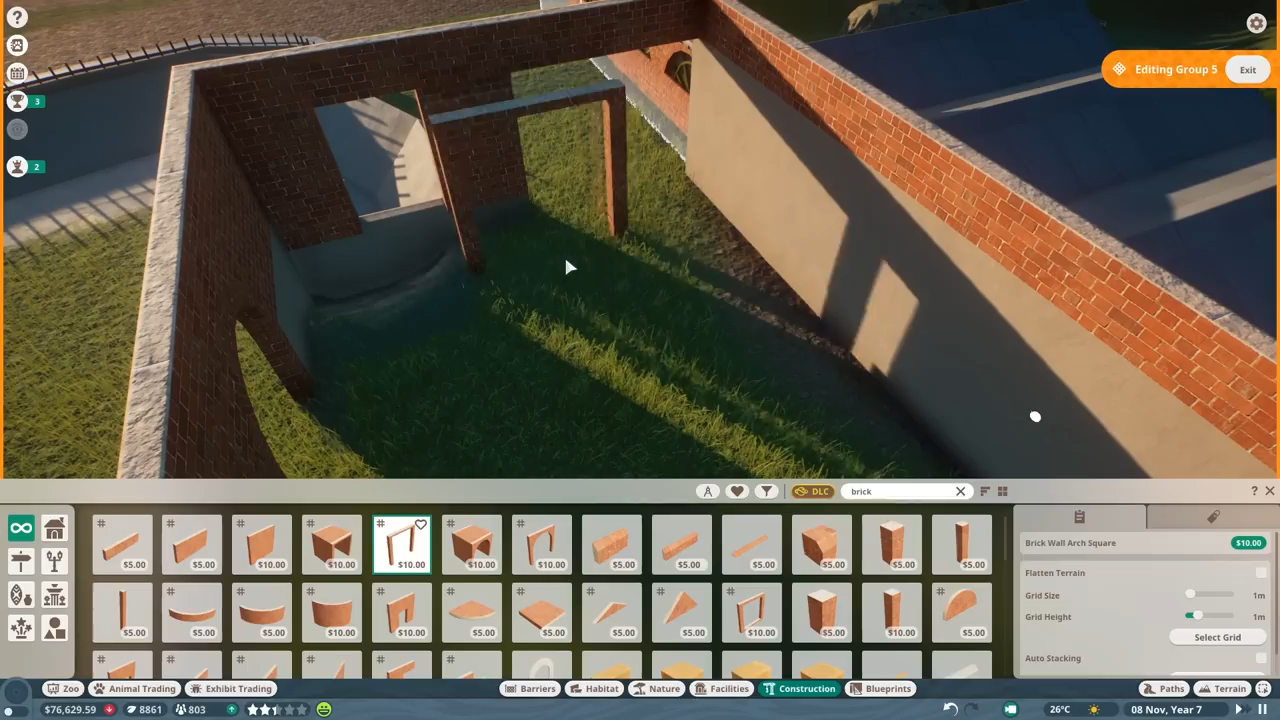 ?
Editing Group 5
Exit
3
2
DLC
brick
?
$5.00 $5.00 $10.00 $5.00 $10.00 $5.00 $10.00 $5.00 $5.00 $5.00 $5.00 $5.00 $5.00
$5.00 $5.00 $5.00 $10.00 $10.00 $5.00 $5.00 $5.00 $5.00 $10.00 $5.00 $10.00 $5.00
Brick Wall Arch Square $10.00
Flatten Terrain
Grid Size 1m
Grid Height 1m
Select Grid
Auto Stacking
Zoo Animal Trading Exhibit Trading Barriers Habitat Nature Facilities Construction Blueprints Paths Terrain
$76,629.59 8861 803 26°C 08 Nov, Year 7